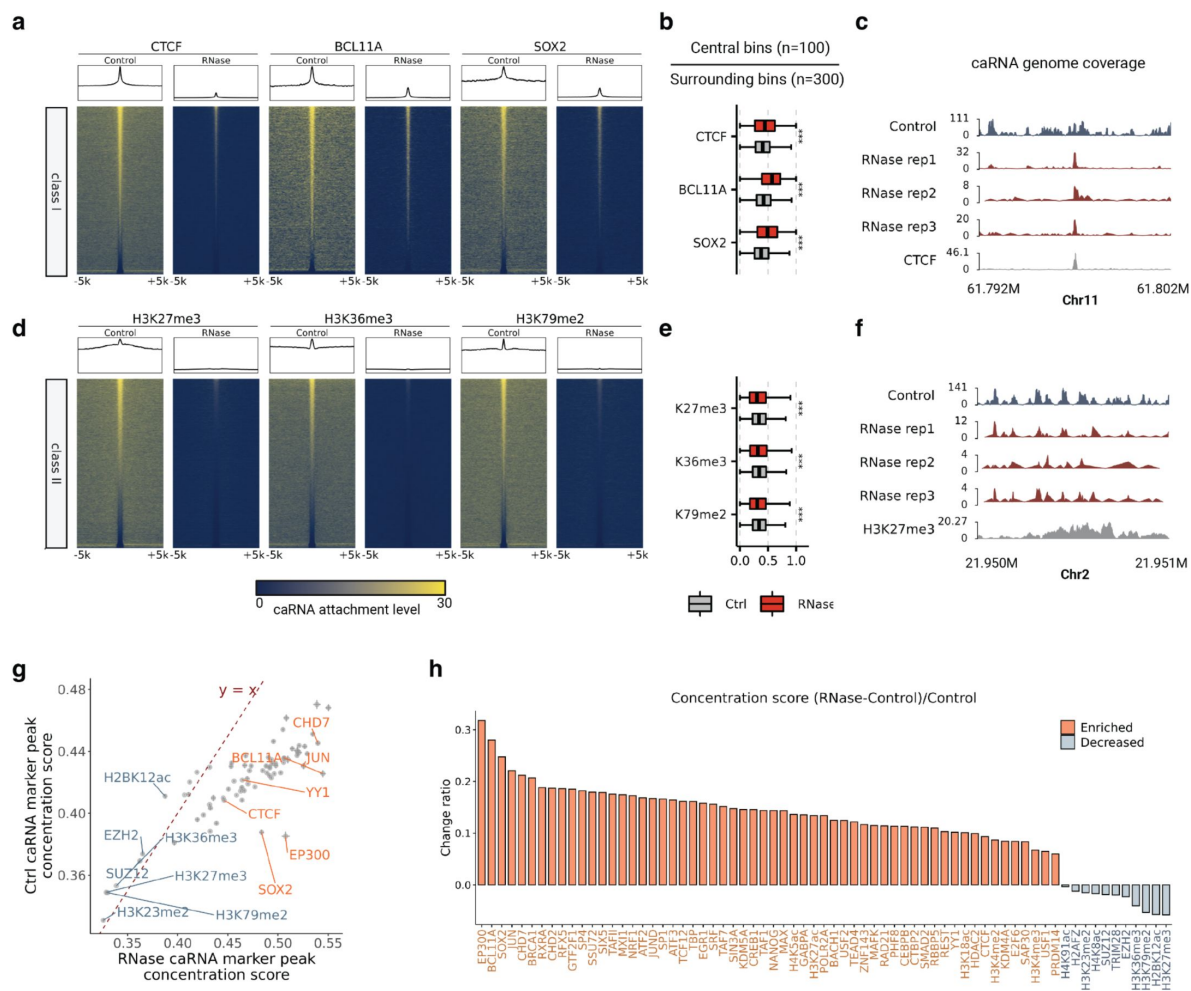 a
CTCF
BCL11A
SOX2
Control
RNase
Control
RNase
Control
RNase
class I
-5k
+5k
-5k
+5k
-5k
+5k
-5k
+5k
-5k
+5k
-5k
+5k
b
Central bins (n=100)
Surrounding bins (n=300)
CTCF
BCL11A
SOX2
***
***
***
c
caRNA genome coverage
Control
111
0
RNase rep1
32
0
RNase rep2
8
0
RNase rep3
20
0
CTCF
46.1
0
61.792M
61.802M
Chr11
d
H3K27me3
H3K36me3
H3K79me2
Control
RNase
Control
RNase
Control
RNase
class II
-5k
+5k
-5k
+5k
-5k
+5k
-5k
+5k
-5k
+5k
-5k
+5k
0
30
caRNA attachment level
e
K27me3
K36me3
K79me2
***
***
***
0.0
0.5
1.0
Ctrl
RNase
f
Control
141
0
RNase rep1
12
0
RNase rep2
4
0
RNase rep3
4
0
H3K27me3
20.27
0
21.950M
21.951M
Chr2
g
y = x
0.48
0.44
0.40
0.36
Ctrl caRNA marker peak
concentration score
CHD7
BCL11A
JUN
H2BK12ac
YY1
CTCF
EZH2
H3K36me3
EP300
SUZ12
H3K27me3
SOX2
H3K23me2
H3K79me2
0.35
0.40
0.45
0.50
0.55
RNase caRNA marker peak
concentration score
h
Concentration score (RNase-Control)/Control
Enriched
Decreased
Change ratio
0.3
0.2
0.1
0.0
EP300
BCL11A
SOX2
JUN
CHD7
BRCA1
RXRA
CHD2
RFX5
GTF2F1
SP4
SSU72
SIX5
TAFII
MXI1
NRF1
ATF2
JUND
SP1
ATF3
TCF12
TBP
EGR1
SRF
TAF7
SIN3A
KDM5A
CREB1
TAF1
NANOG
MAX
H4K5ac
GABPA
H3K27ac
POLR2A
BACH1
USF2
TEAD4
ZNF143
MAFK
RAD21
PHF8
CEBPB
CTBP2
SMAD2
RBBP5
REST
YY1
H3K18ac
HDAC2
CTCF
H3K4me2
KDM4A
E2F6
SAP30
H3K4me3
USF1
PRDM14
H4K91ac
H2AFZ
H3K23me2
H4K8ac
SUZ12
TRIM28
EZH2
H3K36me3
H3K79me2
H2BK12ac
H3K27me3